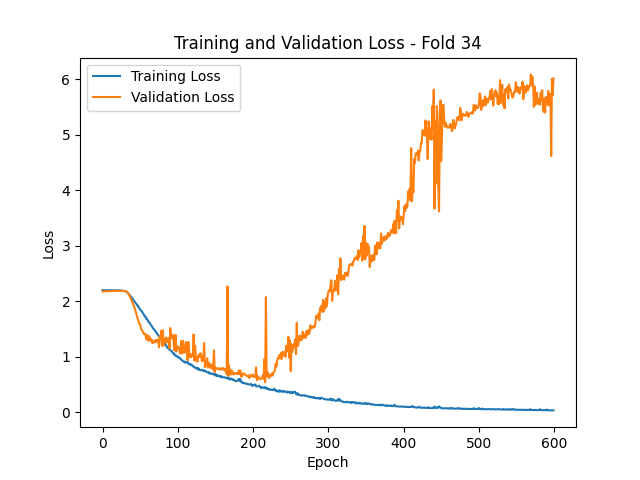 Training and Validation Loss - Fold 34
Training Loss
Validation Loss
Loss
6
5
4
3
2
1
0
0 100 200 300 400 500 600
Epoch